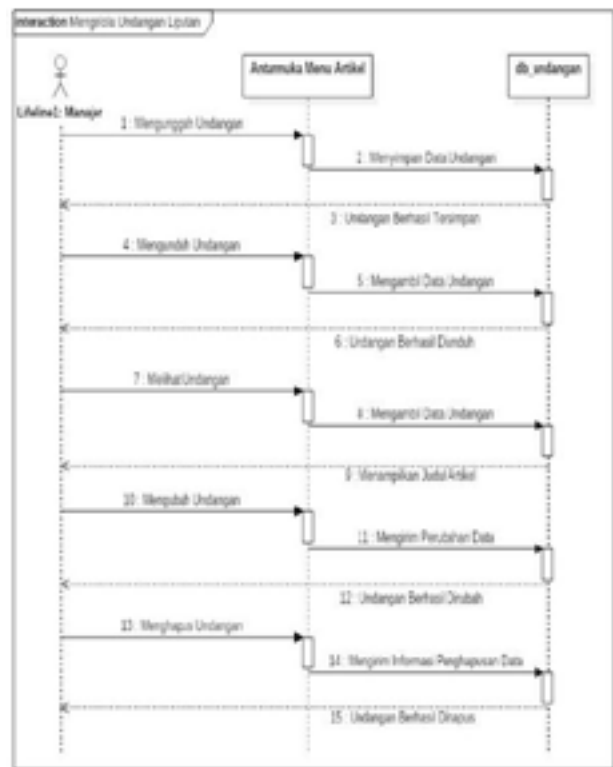 interaction Mengelola Undangan Liputan
Antarmuka Menu Artikel
db_undangan
Lifeline1: Manajer
1 : Mengunggah Undangan
2 : Menyimpan Data Undangan
3 : Undangan Berhasil Tersimpan
4 : Mengunduh Undangan
5 : Mengambil Data Undangan
6 : Undangan Berhasil Diunduh
7 : Melihat Undangan
8 : Mengambil Data Undangan
9 : Menampilkan Judul Artikel
10 : Mengubah Undangan
11 : Mengirim Perubahan Data
12 : Undangan Berhasil Dirubah
13 : Menghapus Undangan
14 : Mengirim Informasi Penghapusan Data
15 : Undangan Berhasil Dihapus